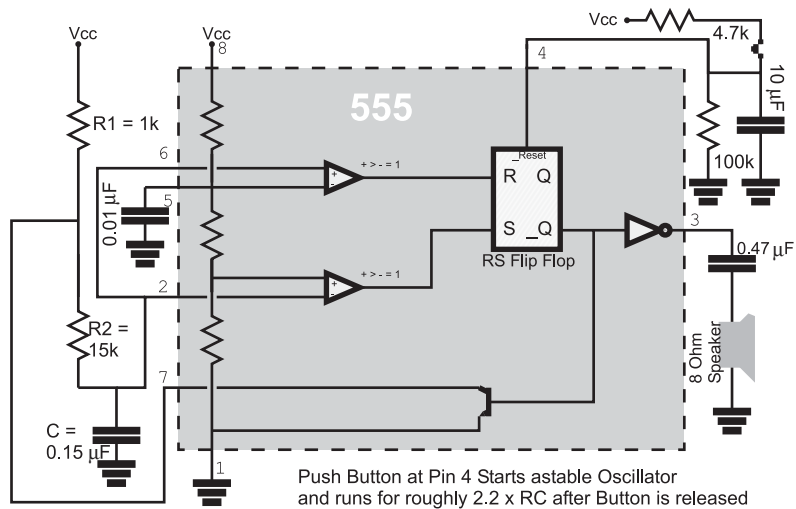 Vcc
Vcc
Vcc
8
4
4.7k
10 µF
555
R1 = 1k
6
+ > - = 1
_Reset
R Q
100k
5
0.01 µF
+
-
S _Q
3
RS Flip Flop
0.47 µF
2
+ > - = 1
+
-
R2 =
15k
8 Ohm
Speaker
7
C =
0.15 µF
1
Push Button at Pin 4 Starts astable Oscillator
and runs for roughly 2.2 x RC after Button is released